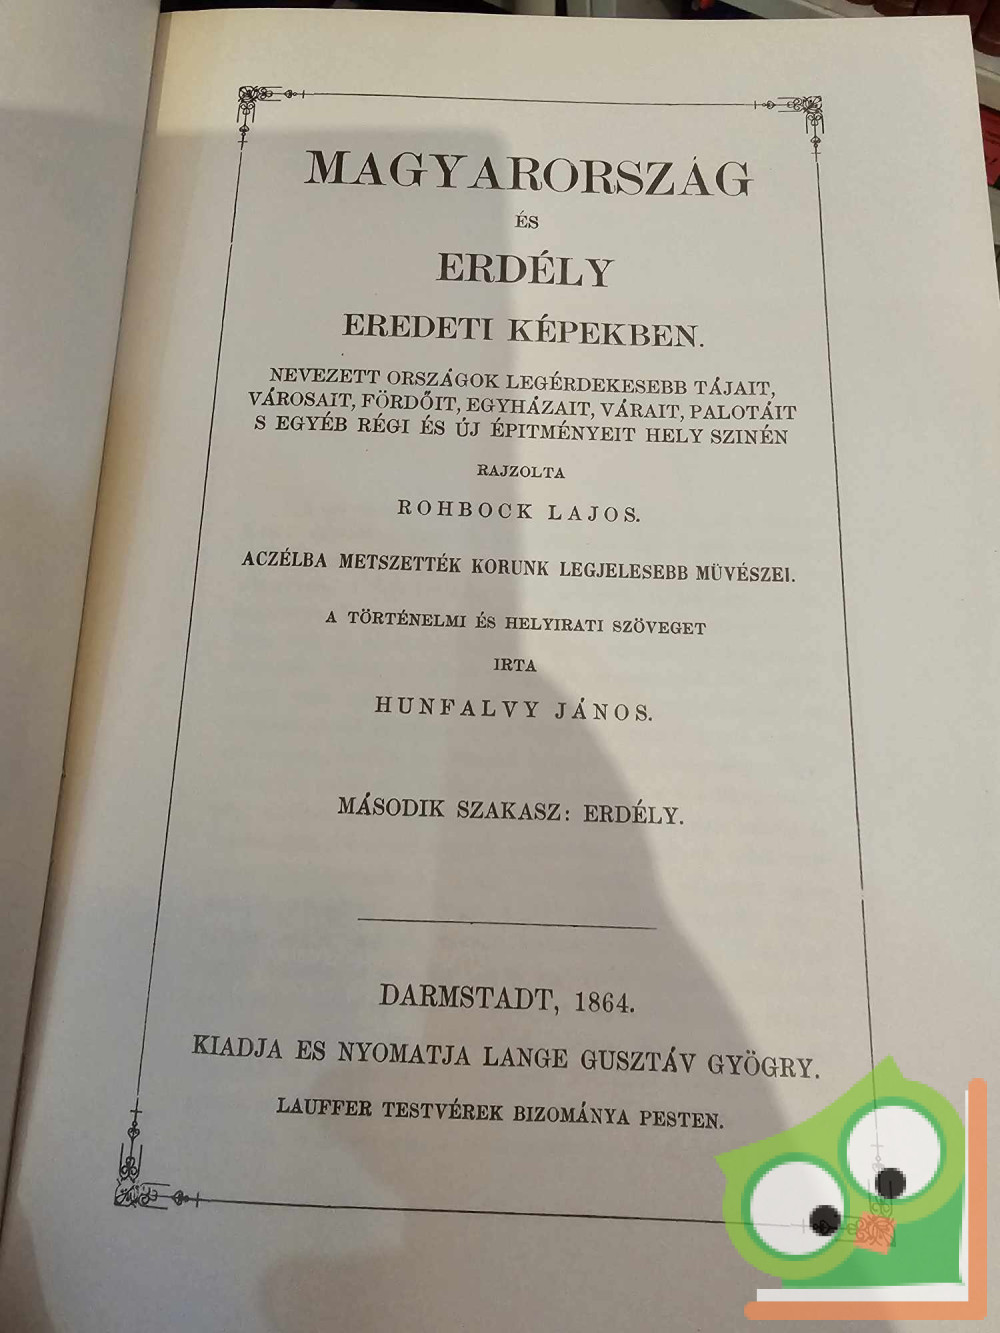 MAGYARORSZÁG
ÉS
ERDÉLY
EREDETI KÉPEKBEN.
NEVEZETT ORSZÁGOK LEGÉRDEKESEBB TÁJAIT,
VÁROSAIT, FÖRDŐIT, EGYHÁZAIT, VÁRAIT, PALOTÁIT
S EGYÉB RÉGI ÉS ÚJ ÉPITMÉNYEIT HELY SZINÉN
RAJZOLTA
ROHBOCK LAJOS.
ACZÉLBA METSZETTÉK KORUNK LEGJELESEBB MÜVÉSZEI.
A TÖRTÉNELMI ÉS HELYIRATI SZÖVEGET
IRTA
HUNFALVY JÁNOS.
MÁSODIK SZAKASZ: ERDÉLY.
DARMSTADT, 1864.
KIADJA ES NYOMATJA LANGE GUSZTÁV GYÖGRY.
LAUFFER TESTVÉREK BIZOMÁNYA PESTEN.